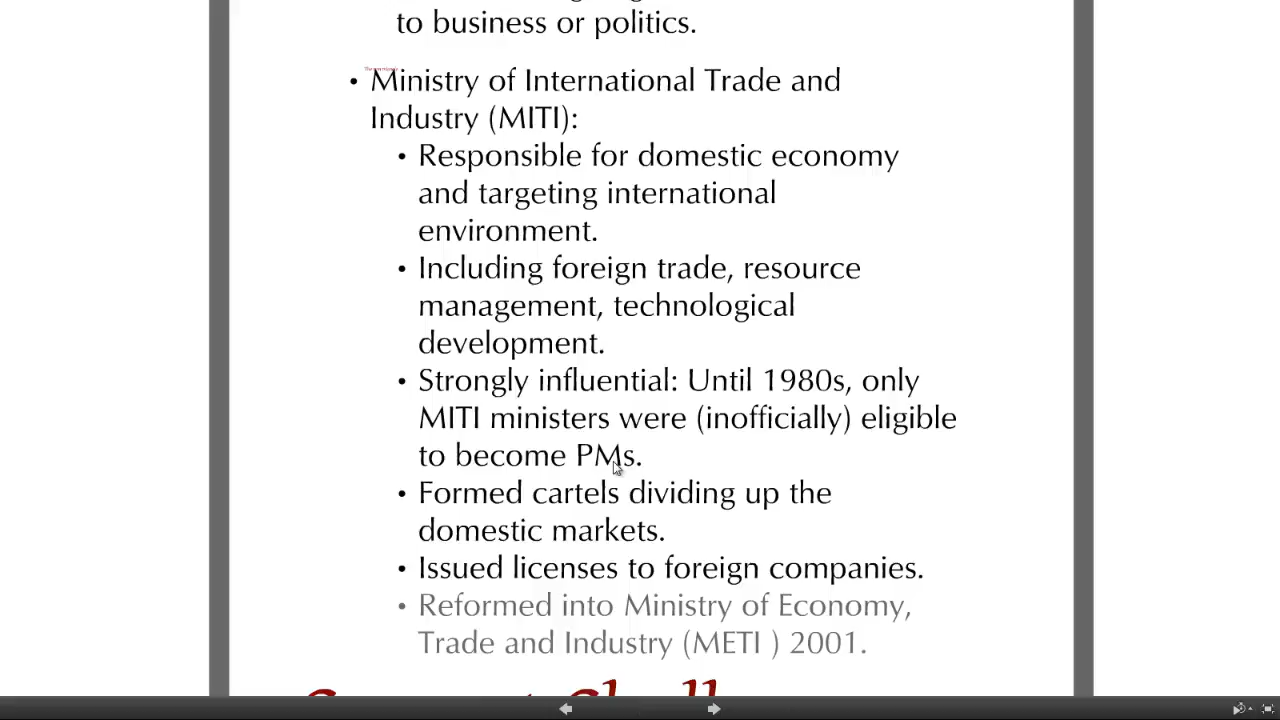 to business or politics.
• Ministry of International Trade and
Industry (MITI):
• Responsible for domestic economy
and targeting international
environment.
• Including foreign trade, resource
management, technological
development.
• Strongly influential: Until 1980s, only
MITI ministers were (inofficially) eligible
to become PMs.
• Formed cartels dividing up the
domestic markets.
• Issued licenses to foreign companies.
• Reformed into Ministry of Economy,
Trade and Industry (METI ) 2001.